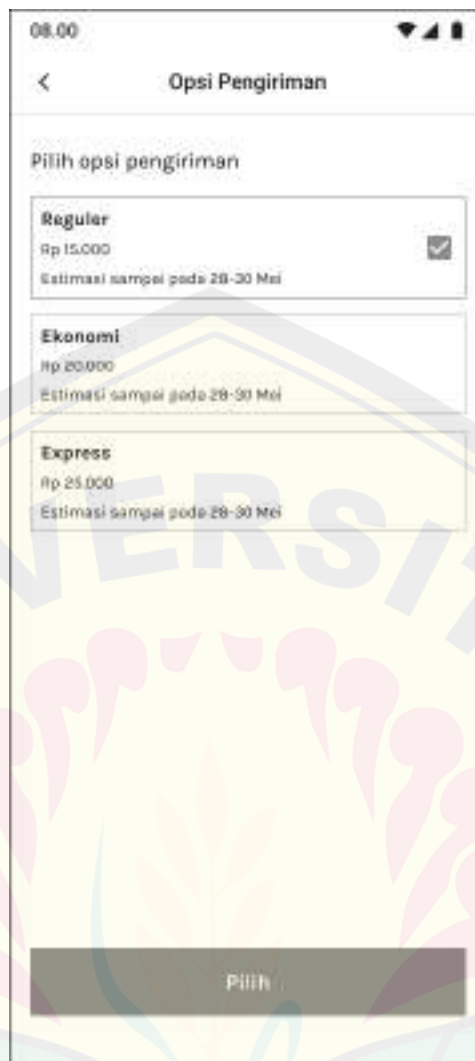 08.00
Opsi Pengiriman
Pilih opsi pengiriman
Reguler
Rp 15.000
Estimasi sampai pada 28-30 Mei
Ekonomi
Rp 20.000
Estimasi sampai pada 28-30 Mei
Express
Rp 25.000
Estimasi sampai pada 28-30 Mei
VERSIT
Pilih